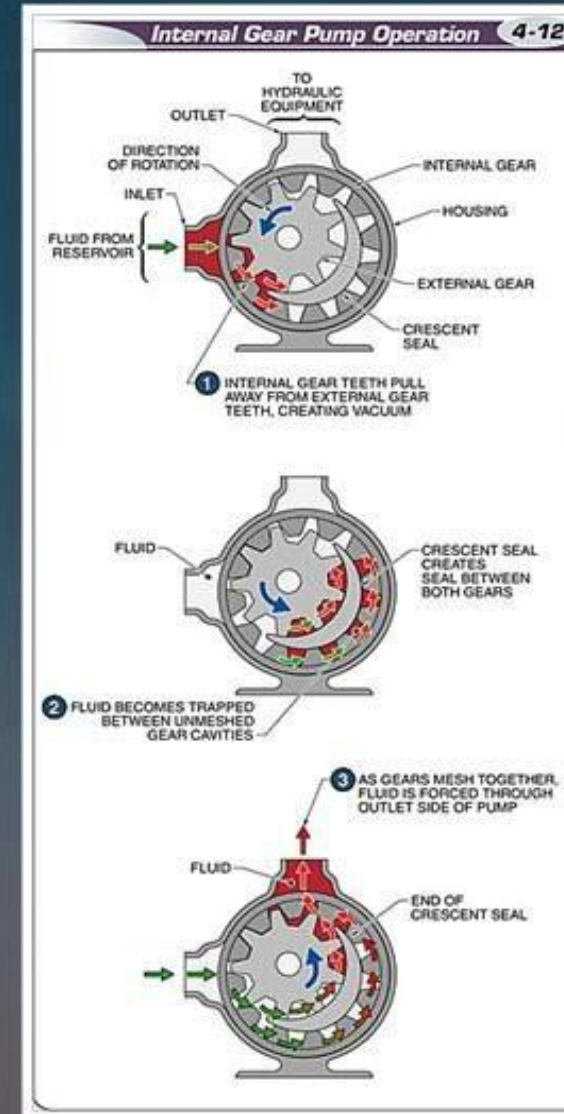 Internal Gear Pump Operation 4-12
TO
HYDRAULIC
EQUIPMENT
OUTLET
DIRECTION
OF ROTATION
INTERNAL GEAR
INLET
HOUSING
FLUID FROM
RESERVOIR
EXTERNAL GEAR
CRESCENT
SEAL
1 INTERNAL GEAR TEETH PULL
AWAY FROM EXTERNAL GEAR
TEETH, CREATING VACUUM
FLUID
CRESCENT SEAL
CREATES
SEAL BETWEEN
BOTH GEARS
2 FLUID BECOMES TRAPPED
BETWEEN UNMESHED
GEAR CAVITIES
3 AS GEARS MESH TOGETHER,
FLUID IS FORCED THROUGH
OUTLET SIDE OF PUMP
FLUID
END OF
CRESCENT SEAL